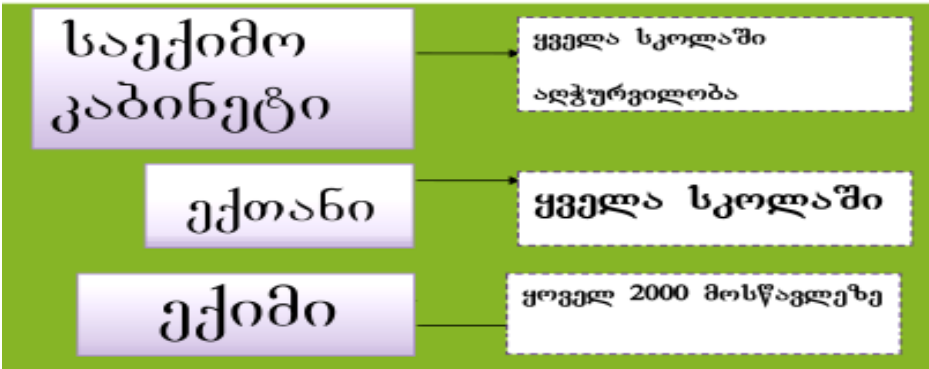 საექიმო
კაბინეტი
ყველა სკოლაში
აღჭურვილობა
ექთანი
ყველა სკოლაში
ექიმი
ყოველ 2000 მოსწავლეზე